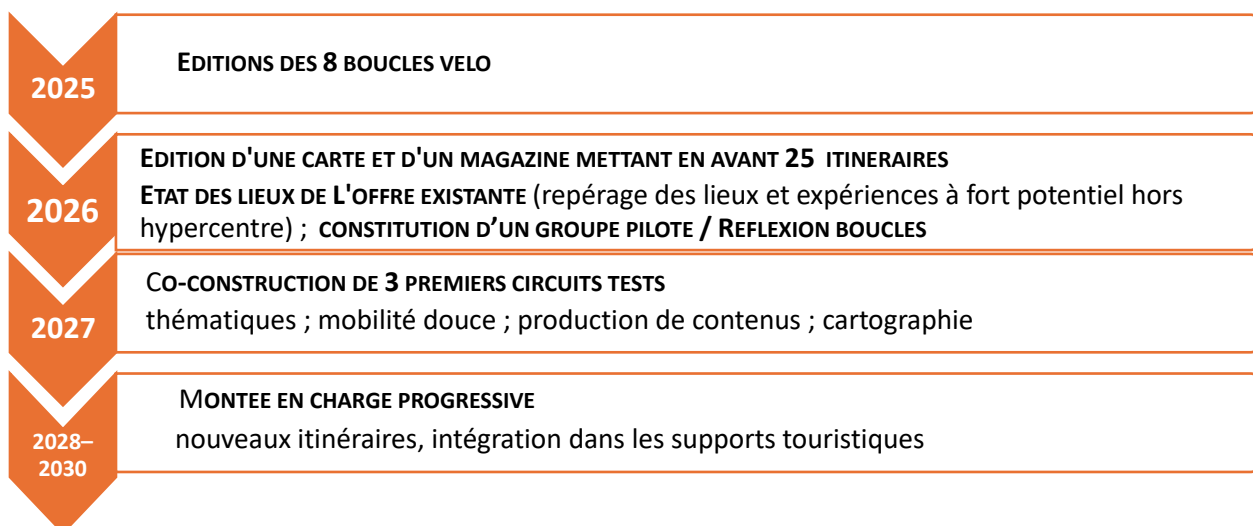 2025
EDITIONS DES 8 BOUCLES VELO
2026
EDITION D'UNE CARTE ET D'UN MAGAZINE METTANT EN AVANT 25 ITINERAIRES
ETAT DES LIEUX DE L'OFFRE EXISTANTE (repérage des lieux et expériences à fort potentiel hors
hypercentre) ; CONSTITUTION D’UN GROUPE PILOTE / REFLEXION BOUCLES
2027
CO-CONSTRUCTION DE 3 PREMIERS CIRCUITS TESTS
thématiques ; mobilité douce ; production de contenus ; cartographie
2028–
2030
MONTEE EN CHARGE PROGRESSIVE
nouveaux itinéraires, intégration dans les supports touristiques